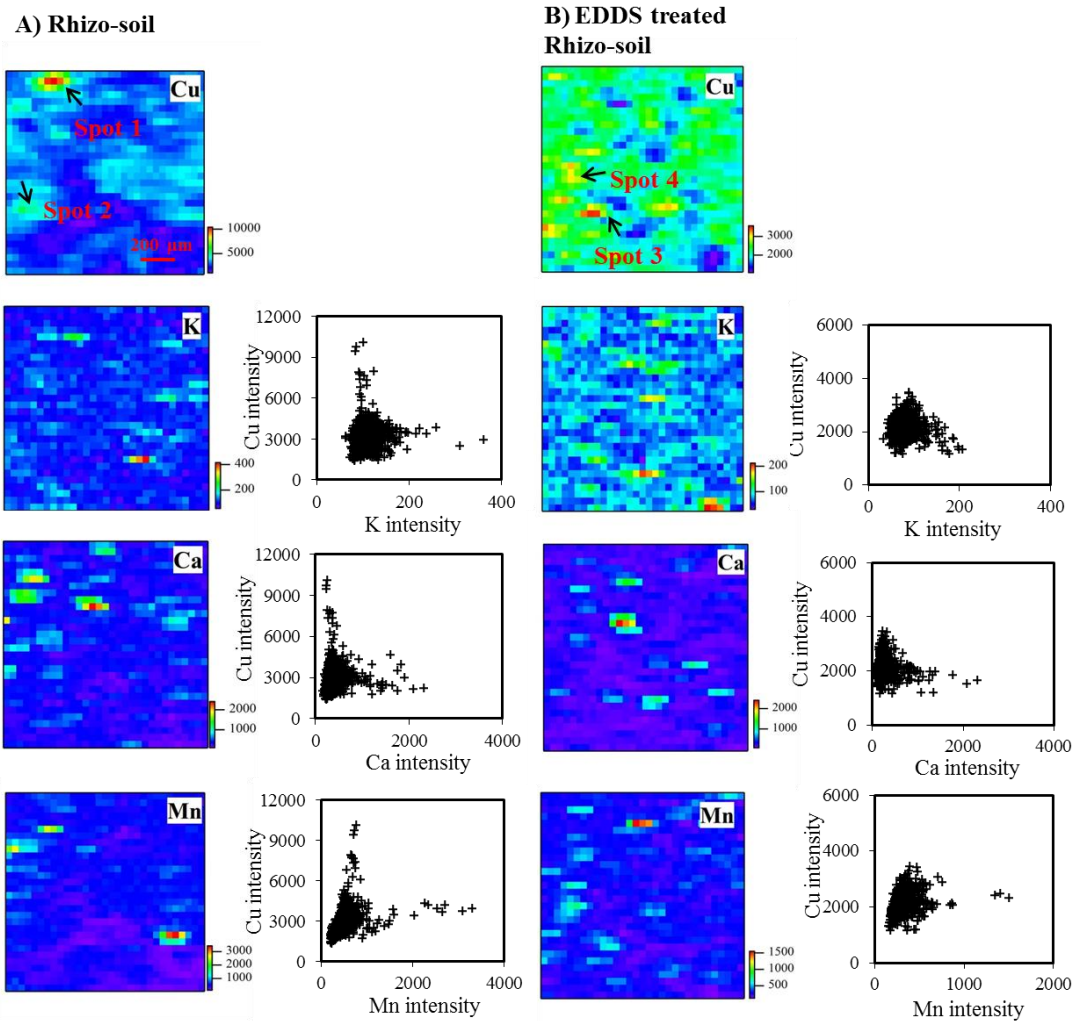 A) Rhizo-soil
B) EDDS treated
Rhizo-soil
Cu
Spot 1
Spot 2
200 μm
10000
5000
Cu
Spot 4
Spot 3
3000
2000
K
400
200
12000
9000
6000
3000
0
0 200 400
Cu intensity
K intensity
K
200
100
6000
4000
2000
0
0 200 400
Cu intensity
K intensity
Ca
2000
1000
12000
9000
6000
3000
0
0 2000 4000
Cu intensity
Ca intensity
Ca
2000
1000
6000
4000
2000
0
0 2000 4000
Cu intensity
Ca intensity
Mn
3000
2000
1000
12000
9000
6000
3000
0
0 2000 4000
Cu intensity
Mn intensity
Mn
1500
1000
500
6000
4000
2000
0
0 1000 2000
Cu intensity
Mn intensity